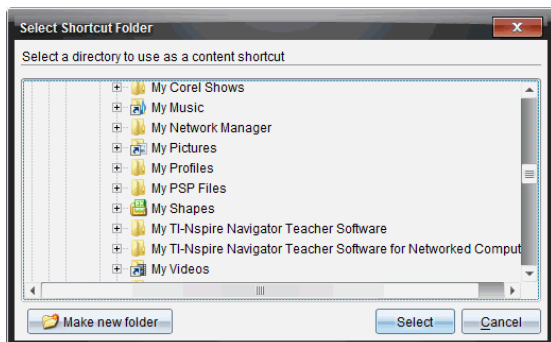 Select Shortcut Folder
Select a directory to use as a content shortcut
My Corel Shows
My Music
My Network Manager
My Pictures
My Profiles
My PSP Files
My Shapes
My TI-Nspire Navigator Teacher Software
My TI-Nspire Navigator Teacher Software for Networked Comput
My Videos
Make new folder Select Cancel